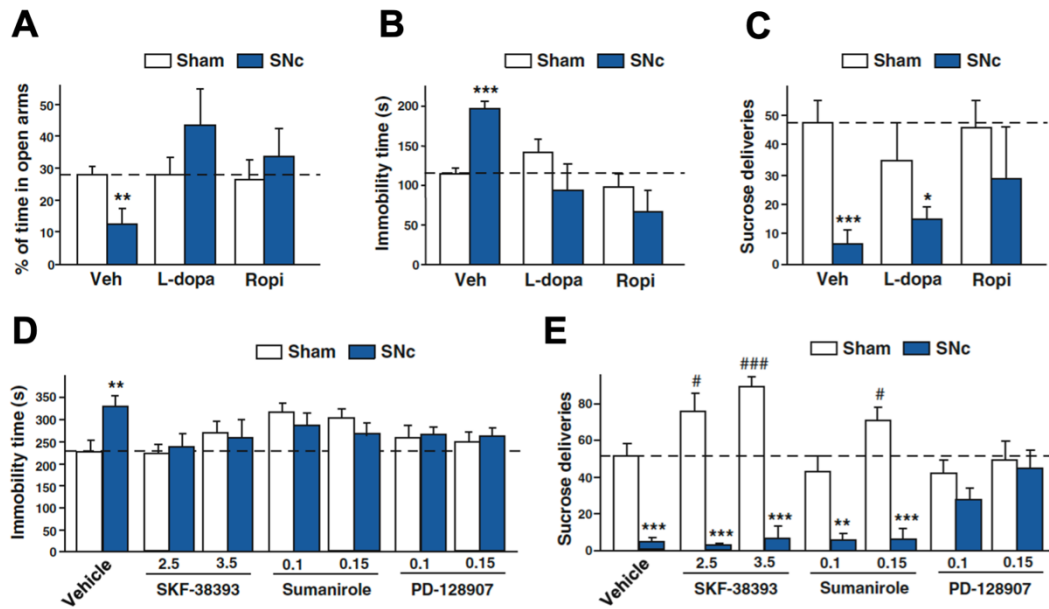 A
Sham SNc
% of time in open arms
50
40
30
20
10
0
**
Veh L-dopa Ropi
B
Sham SNc
Immobility time (s)
200
150
100
50
0
***
Veh L-dopa Ropi
C
Sham SNc
Sucrose deliveries
50
40
30
20
10
0
***
*
Veh L-dopa Ropi
D
Sham SNc
Immobility time (s)
350
300
250
200
150
100
50
0
**
Vehicle
2.5 3.5 0.1 0.15 0.1 0.15
SKF-38393 Sumanirole PD-128907
E
Sham SNc
Sucrose deliveries
80
60
40
20
0
# ### #
*** *** *** ** ***
Vehicle
2.5 3.5 0.1 0.15 0.1 0.15
SKF-38393 Sumanirole PD-128907